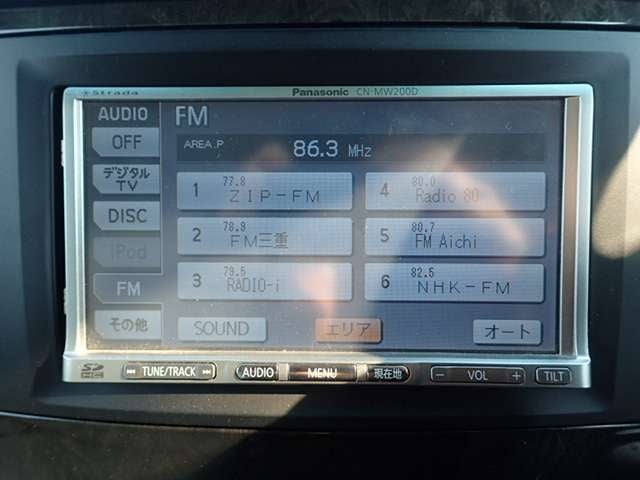 Strada
Panasonic CN-MW200D
AUDIO
FM
OFF
AREA.P 86.3 MHz
デジタル
TV
DISC
iPod
FM
その他
1 77.8 ZIP-FM
4 80.0 Radio 80
2 78.9 FM三重
5 80.7 FM Aichi
3 79.5 RADIO-i
6 82.5 NHK-FM
SOUND
エリア
オート
SD HC
TUNE/TRACK
AUDIO
MENU
現在地
- VOL +
TILT